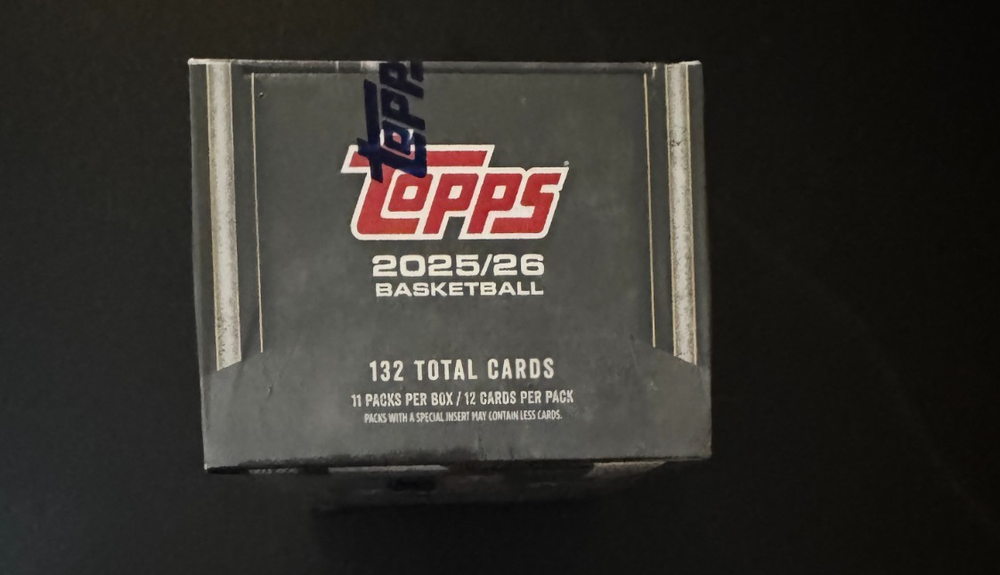 Topps
Topps
2025/26
BASKETBALL
132 TOTAL CARDS
11 PACKS PER BOX / 12 CARDS PER PACK
PACKS WITH A SPECIAL INSERT MAY CONTAIN LESS CARDS.